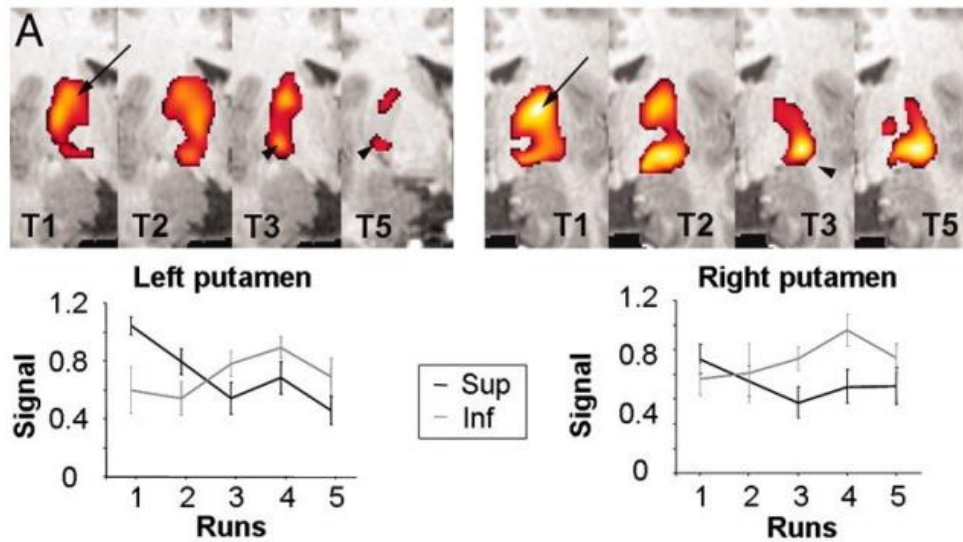 A
T1 T2 T3 T5
T1 T2 T3 T5
Left putamen
1.2
0.8
0.4
0
Signal
1 2 3 4 5
Runs
Sup
Inf
Right putamen
1.2
0.8
0.4
0
Signal
1 2 3 4 5
Runs